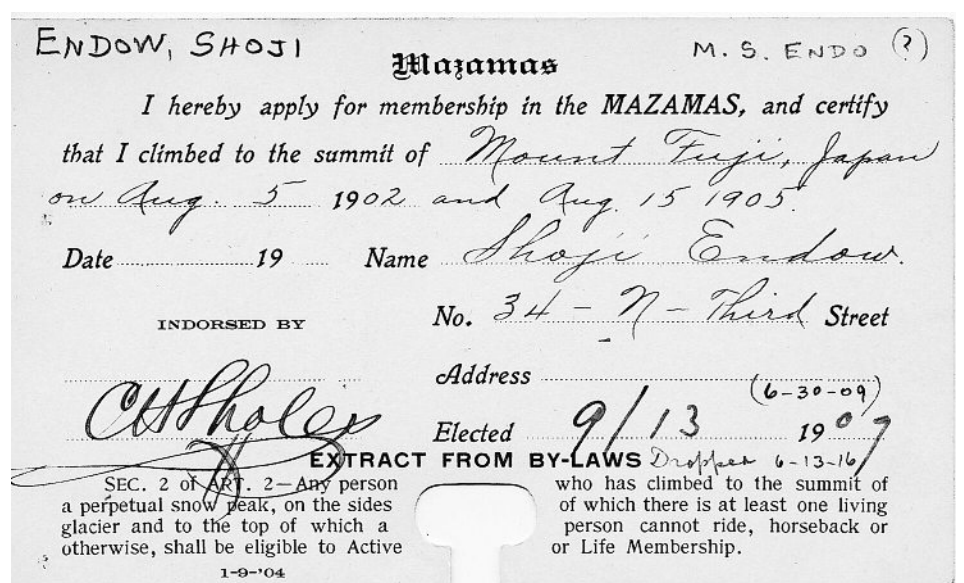 ENDOW, SHOJI
M. S. ENDO (?)
Mazamas
I hereby apply for membership in the MAZAMAS, and certify
that I climbed to the summit of Mount Fuji, Japan
on Aug. 5 1902 and Aug. 15 1905.
Date 19 Name Shoji Endow.
INDORSED BY
No. 34 - N - Third Street
Address
(6-30-09)
C H Sholes
Elected 9/13 1907
EXTRACT FROM BY-LAWS Dropped 6-13-16
SEC. 2 of ART. 2—Any person who has climbed to the summit of
a perpetual snow peak, on the sides of which there is at least one living
glacier and to the top of which a person cannot ride, horseback or
otherwise, shall be eligible to Active or Life Membership.
1-9-'04